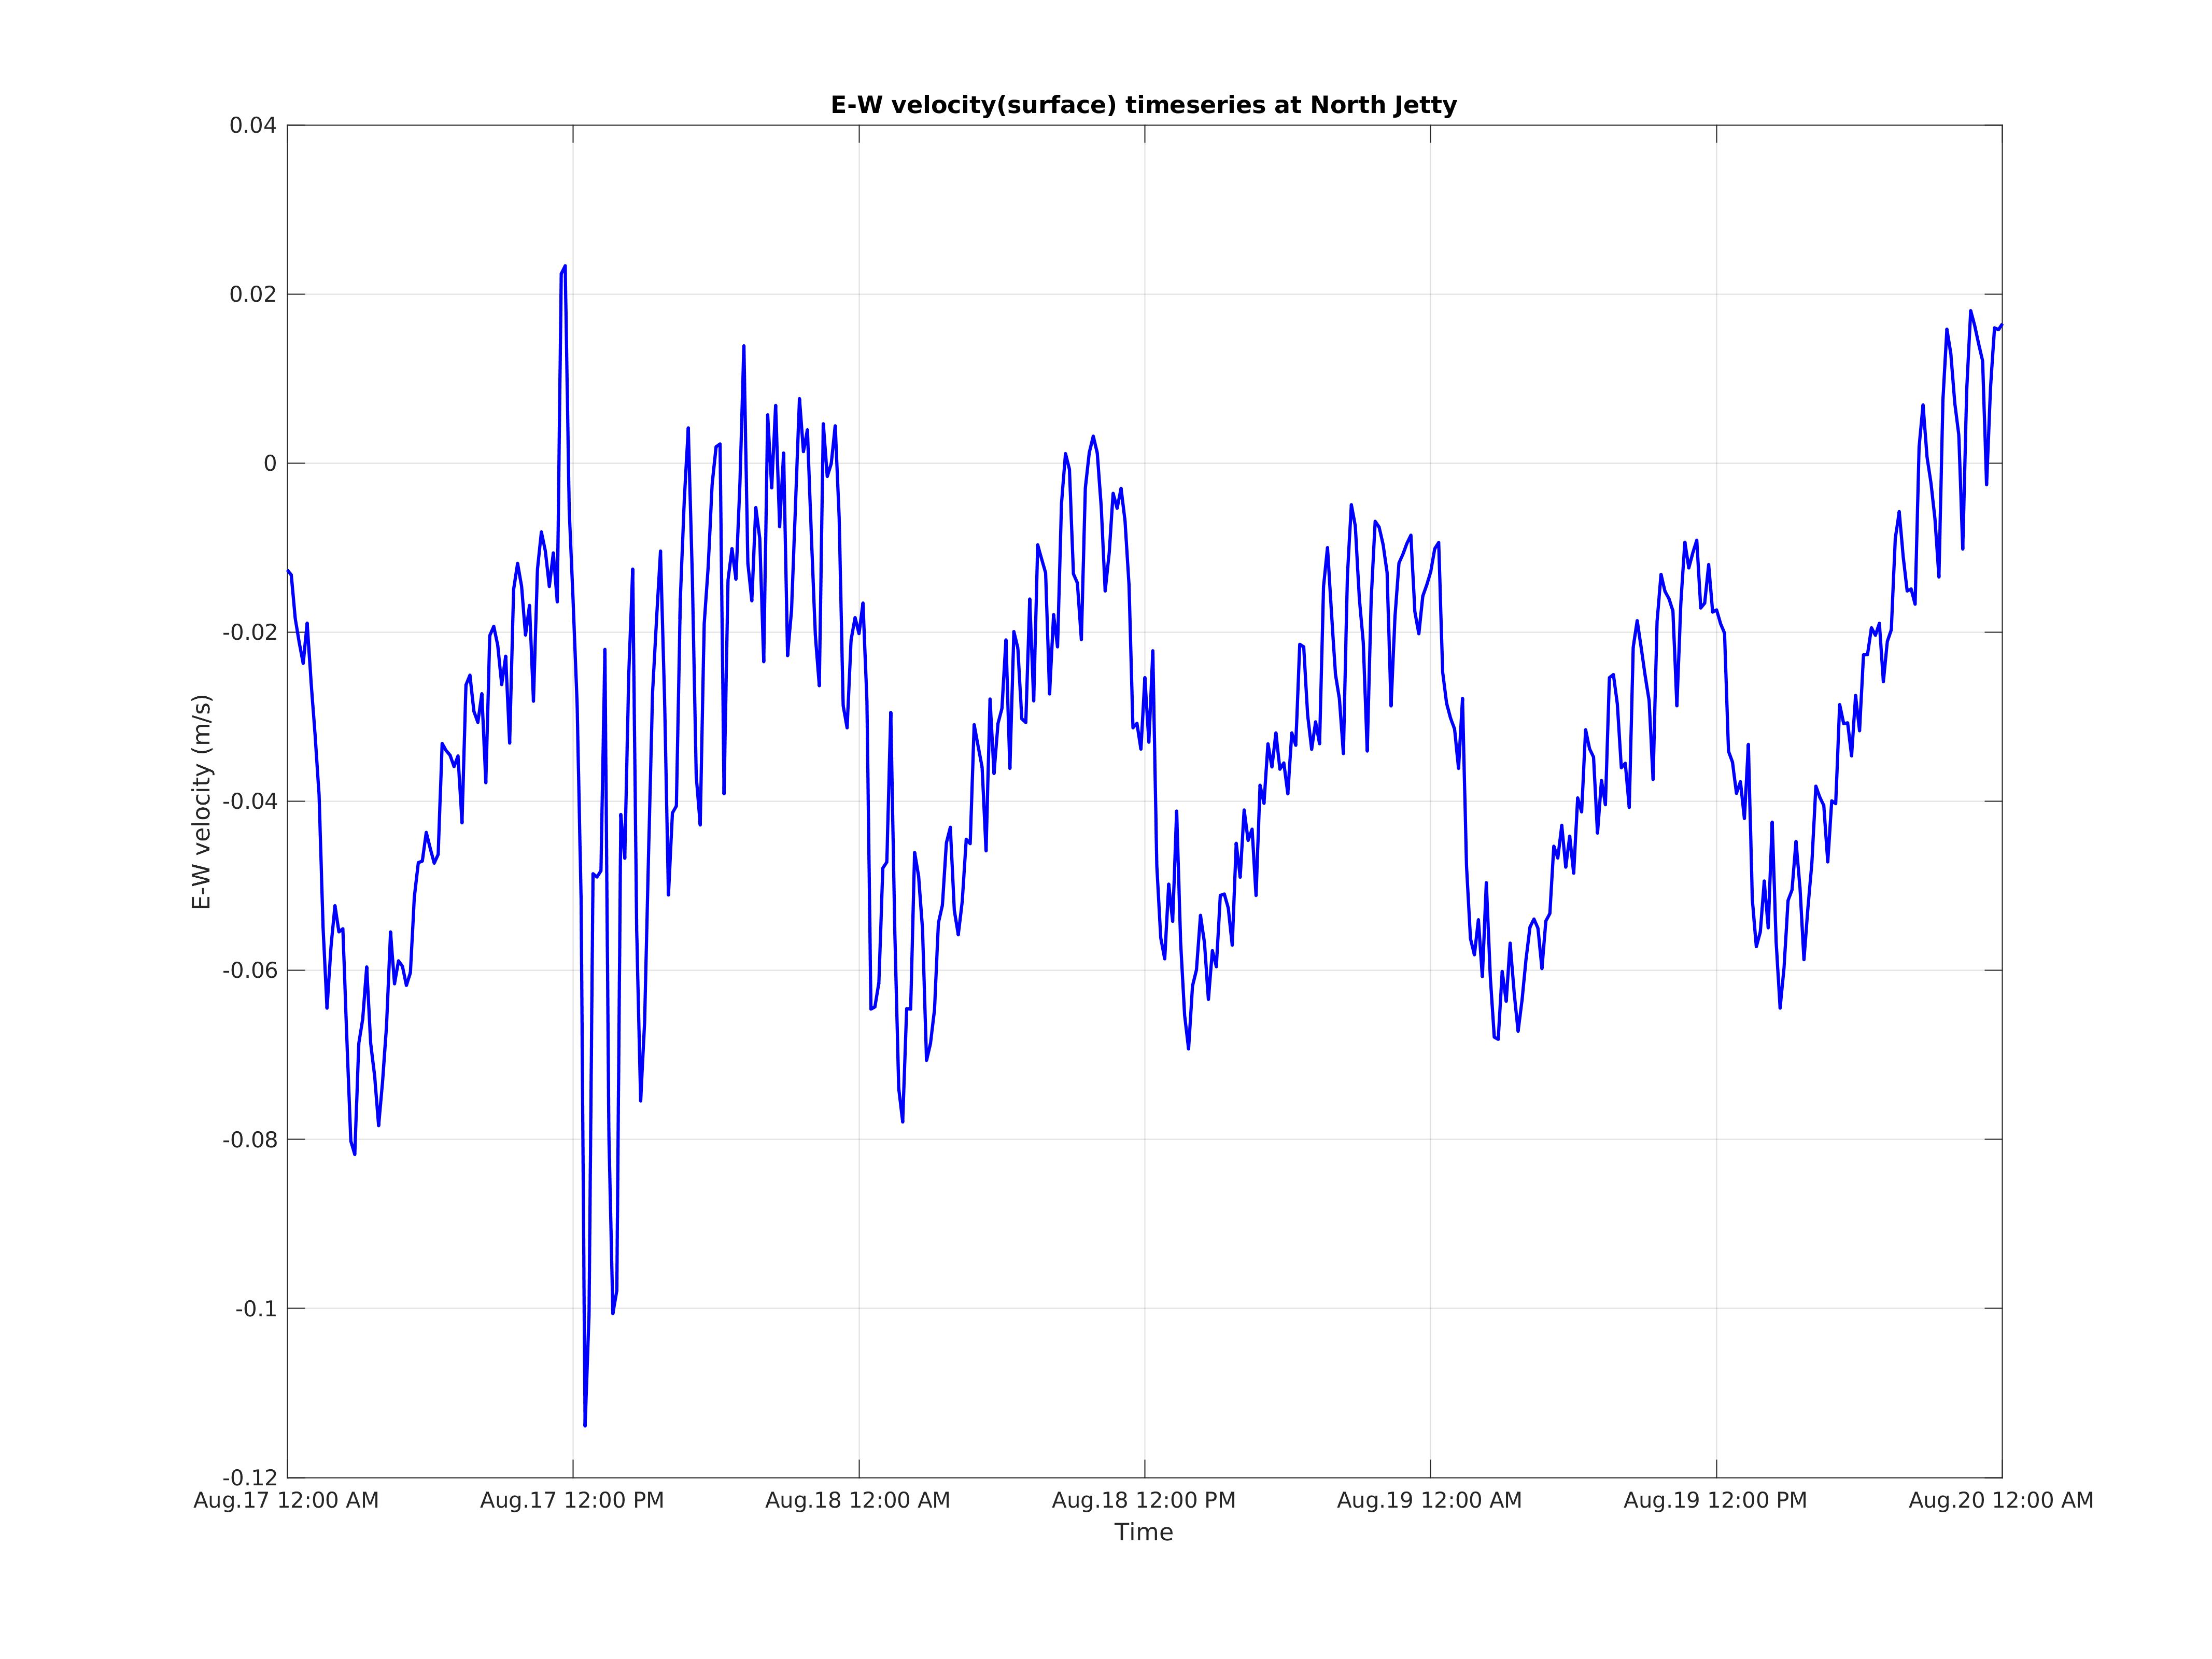 E-W velocity(surface) timeseries at North Jetty
0.04
0.02
0
-0.02
-0.04
-0.06
-0.08
-0.1
-0.12
E-W velocity (m/s)
Aug.17 12:00 AM
Aug.17 12:00 PM
Aug.18 12:00 AM
Aug.18 12:00 PM
Aug.19 12:00 AM
Aug.19 12:00 PM
Aug.20 12:00 AM
Time